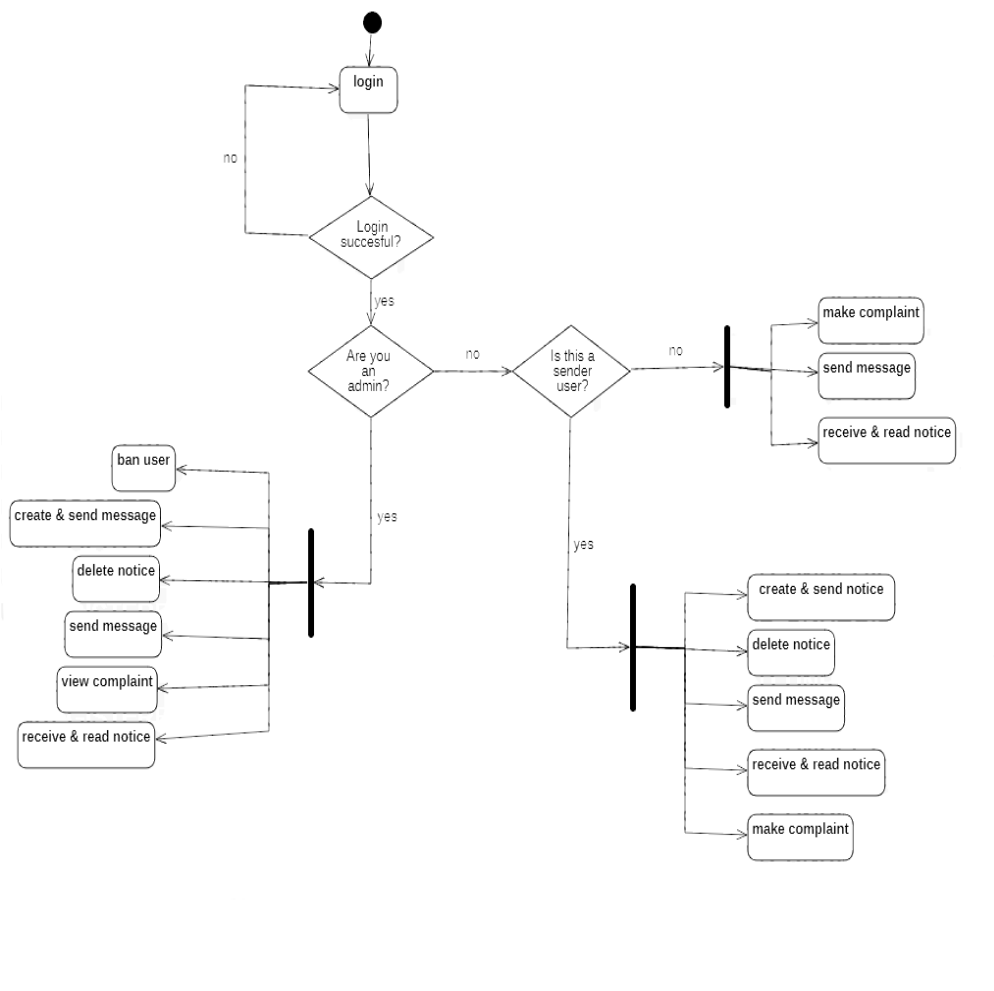 login
no
Login
succesful?
yes
Are you
an
admin?
no
Is this a
sender
user?
no
make complaint
send message
receive & read notice
yes
ban user
create & send message
delete notice
send message
view complaint
receive & read notice
yes
create & send notice
delete notice
send message
receive & read notice
make complaint